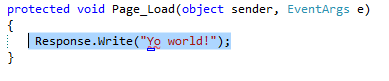 protected void Page_Load(object sender, EventArgs e)
{
Response.Write("Yo world!");
}